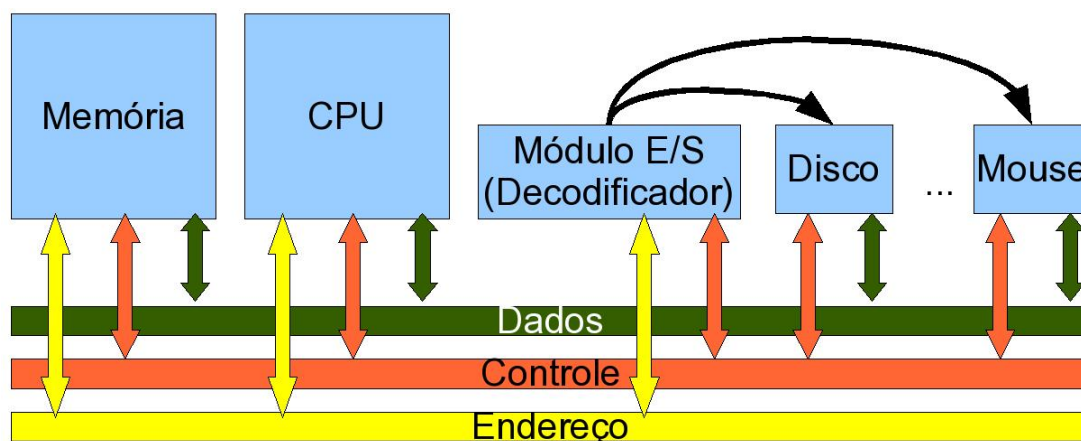 Memória
CPU
Módulo E/S
(Decodificador)
Disco
...
Mouse
Dados
Controle
Endereço